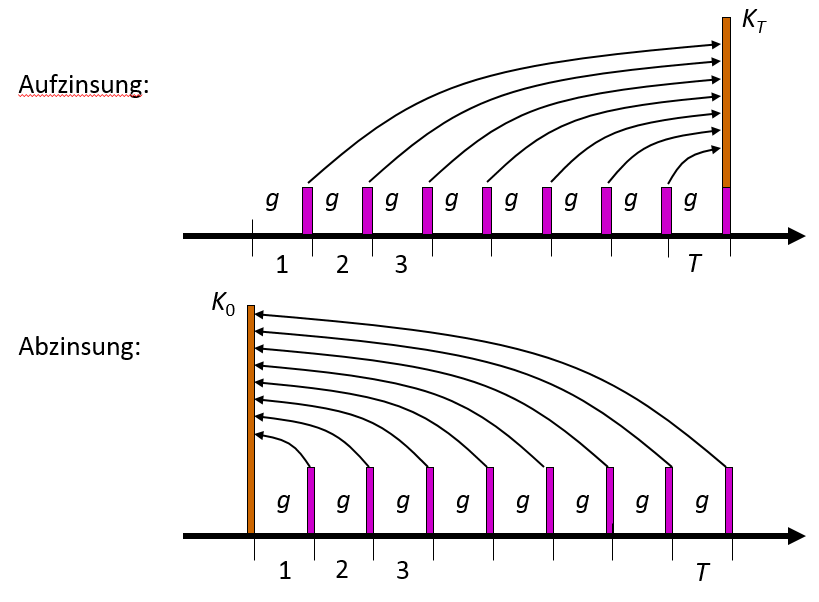 K_T
Aufzinsung:
g g g g g g g g
1 2 3 T
K_0
Abzinsung:
g g g g g g g g
1 2 3 T